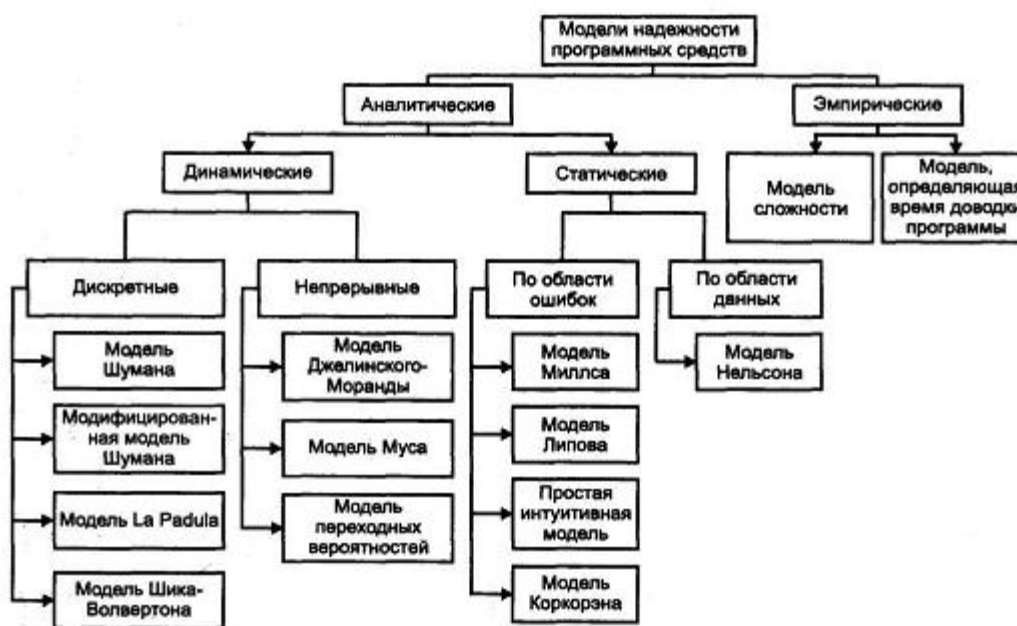 Модели надежности
программных средств
Аналитические
Эмпирические
Динамические
Статические
Модель
сложности
Модель,
определяющая
время доводки
программы
Дискретные
Непрерывные
По области
ошибок
По области
данных
Модель
Шумана
Модифицирован-
ная модель
Шумана
Модель La Padula
Модель Шика-
Волвертона
Модель
Джелинского-
Моранды
Модель Муса
Модель
переходных
вероятностей
Модель
Миллса
Модель
Липова
Простая
интуитивная
модель
Модель
Коркорэна
Модель
Нельсона